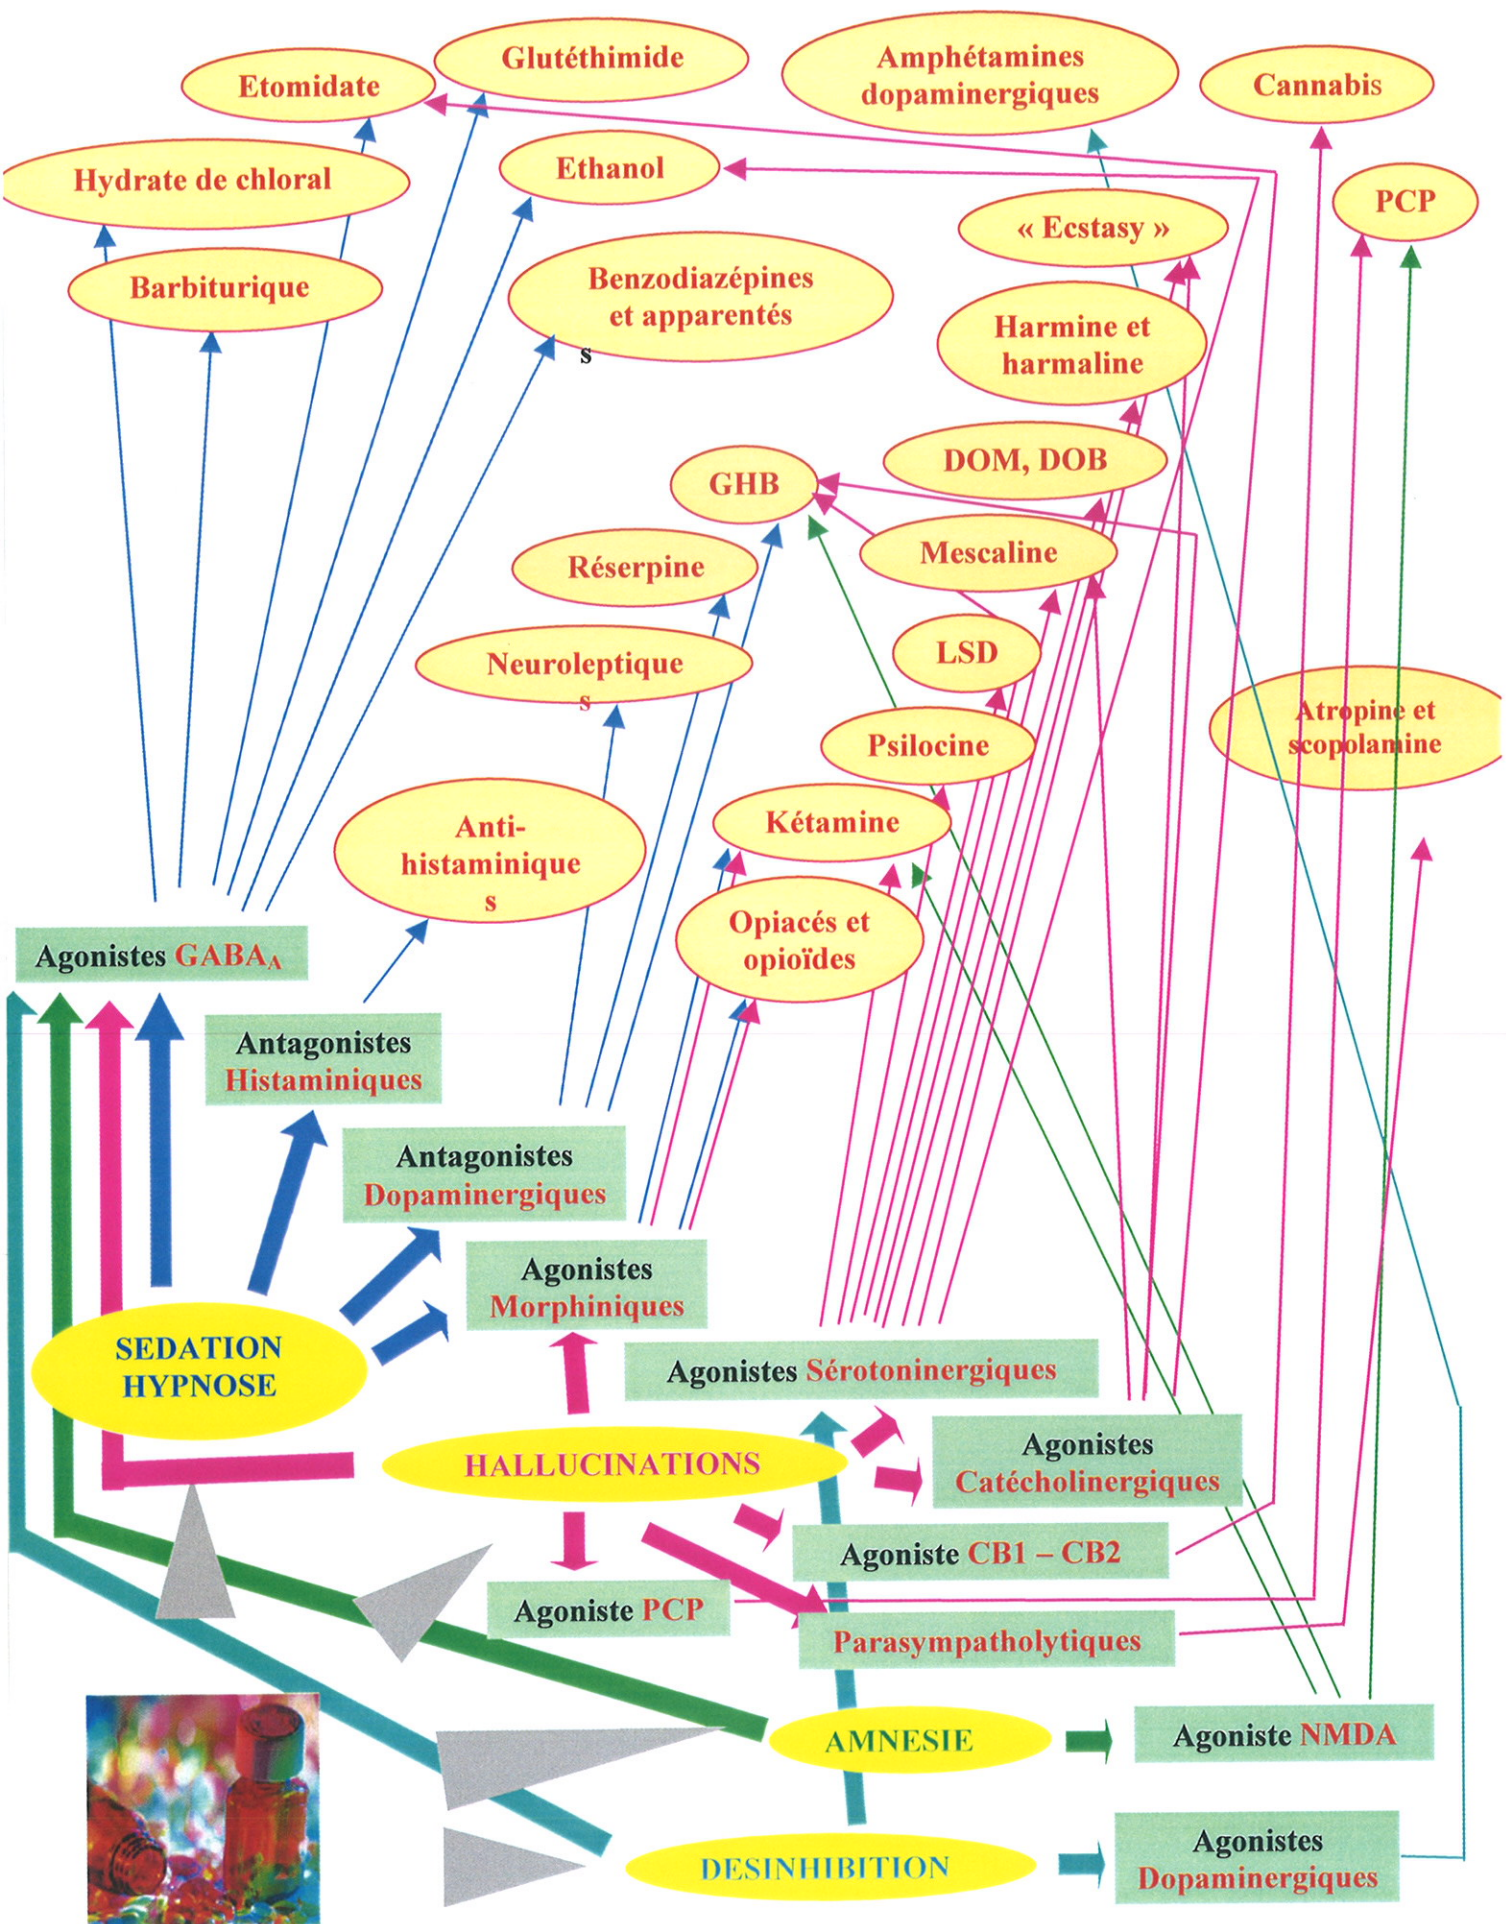 Glutéthimide
Etomidate
Amphétamines
dopaminergiques
Cannabis
Hydrate de chloral
Ethanol
PCP
« Ecstasy »
Barbiturique
Benzodiazépines
et apparentés
s
Harmine et
harmaline
DOM, DOB
GHB
Mescaline
Réserpine
LSD
Neuroleptique
s
Atropine et
scopolamine
Psilocine
Kétamine
Anti-
histaminique
s
Opiacés et
opioïdes
Agonistes GABAA
Antagonistes
Histaminiques
Antagonistes
Dopaminergiques
Agonistes
Morphiniques
SEDATION
HYPNOSE
Agonistes Sérotoninergiques
HALLUCINATIONS
Agonistes
Catécholinergiques
Agoniste CB1 – CB2
Agoniste PCP
Parasympatholytiques
AMNESIE
Agoniste NMDA
DESINHIBITION
Agonistes
Dopaminergiques